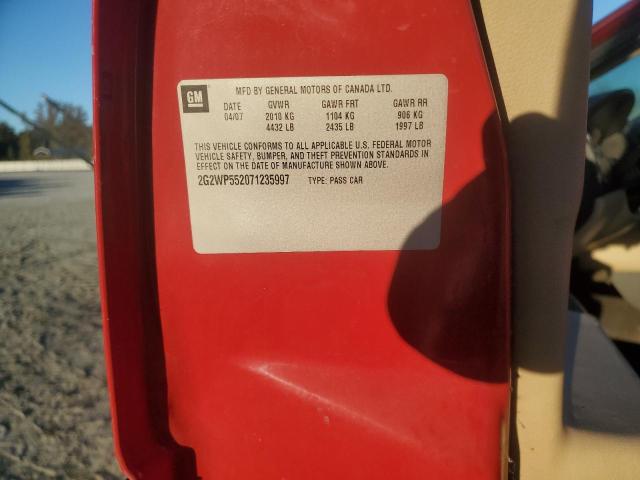 GM
MFD BY GENERAL MOTORS OF CANADA LTD.
DATE GVWR GAWR FRT GAWR RR
04/07 2010 KG 1104 KG 906 KG
4432 LB 2435 LB 1997 LB
THIS VEHICLE CONFORMS TO ALL APPLICABLE U.S. FEDERAL MOTOR
VEHICLE SAFETY, BUMPER, AND THEFT PREVENTION STANDARDS IN
EFFECT ON THE DATE OF MANUFACTURE SHOWN ABOVE.
2G2WP552071235997 TYPE: PASS CAR